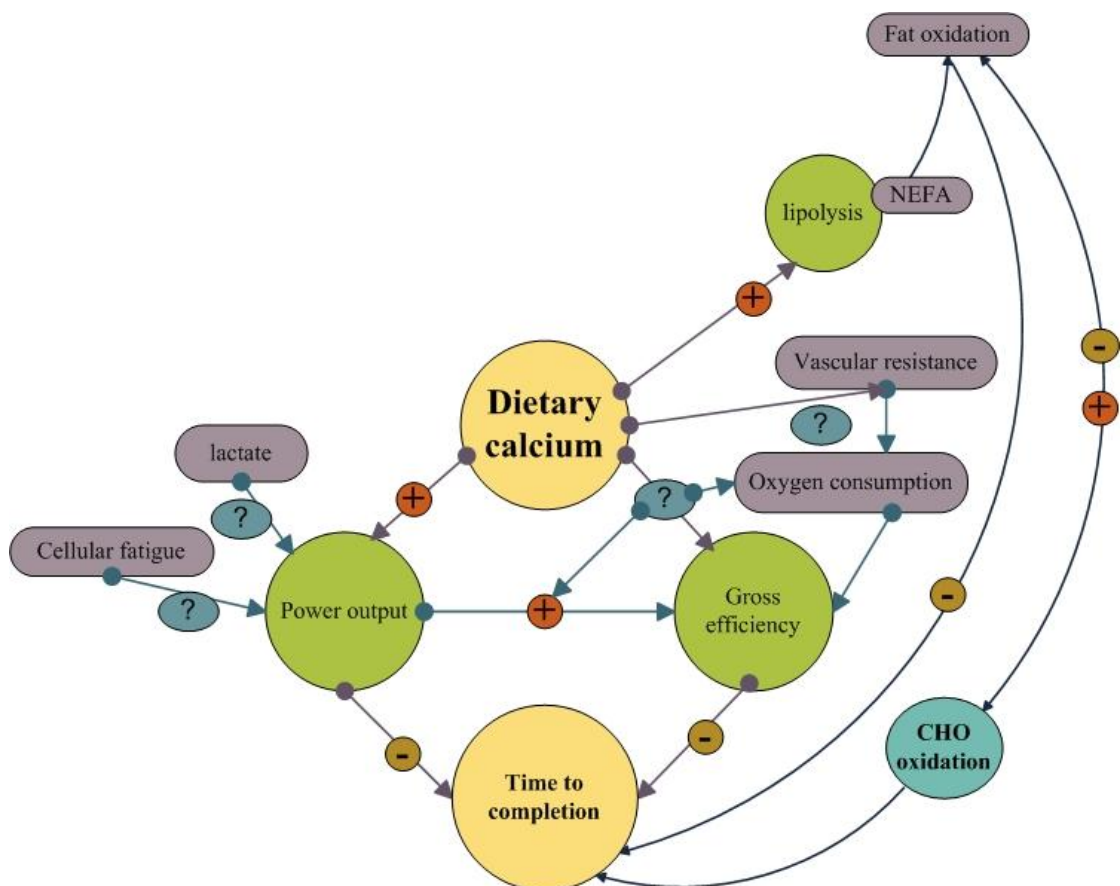 Fat oxidation
NEFA
lipolysis
+
-
Vascular resistance
Dietary
calcium
+
?
lactate
Oxygen consumption
?
+
?
Cellular fatigue
?
Power output
+
Gross
efficiency
-
-
-
CHO
oxidation
Time to
completion